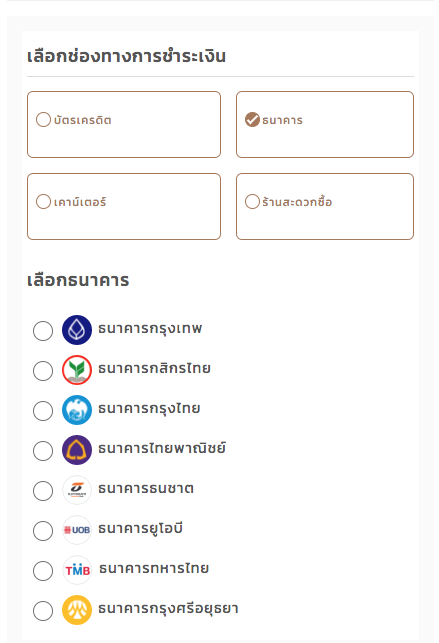 เลือกช่องทางการชำระเงิน
บัตรเครดิต
ธนาคาร
เคาน์เตอร์
ร้านสะดวกซื้อ
เลือกธนาคาร
ธนาคารกรุงเทพ
ธนาคารกสิกรไทย
ธนาคารกรุงไทย
ธนาคารไทยพาณิชย์
ธนาคารธนชาต
UOB ธนาคารยูโอบี
TMB ธนาคารทหารไทย
ธนาคารกรุงศรีอยุธยา